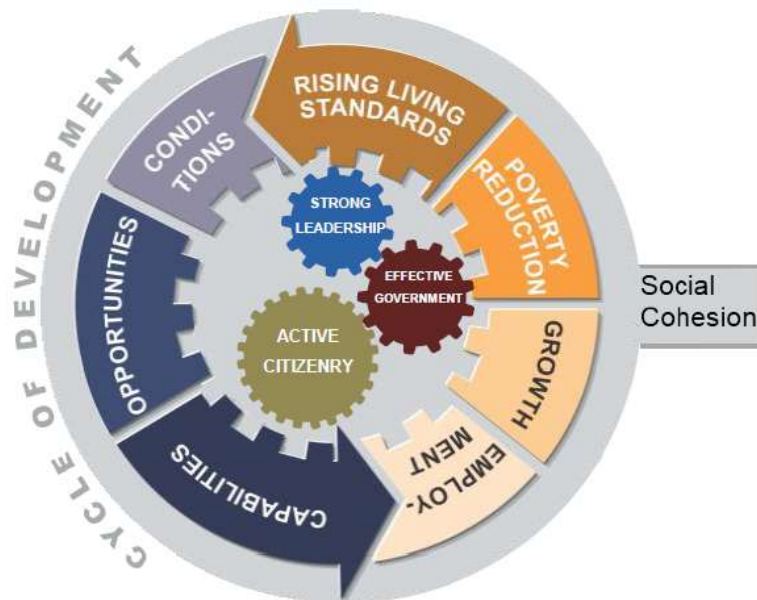 CYCLE OF DEVELOPMENT
RISING LIVING
STANDARDS
POVERTY
REDUCTION
GROWTH
EMPLOY-
MENT
CAPABILITIES
OPPORTUNITIES
CONDI-
TIONS
STRONG
LEADERSHIP
EFFECTIVE
GOVERNMENT
ACTIVE
CITIZENRY
Social
Cohesion